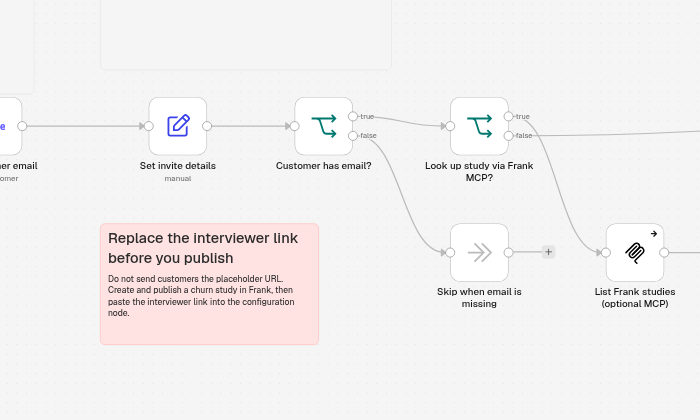 true
false
true
false
er email
Set invite details
manual
Customer has email?
Look up study via Frank
MCP?
Replace the interviewer link
before you publish
Do not send customers the placeholder URL.
Create and publish a churn study in Frank, then
paste the interviewer link into the configuration
node.
Skip when email is
missing
List Frank studies
(optional MCP)